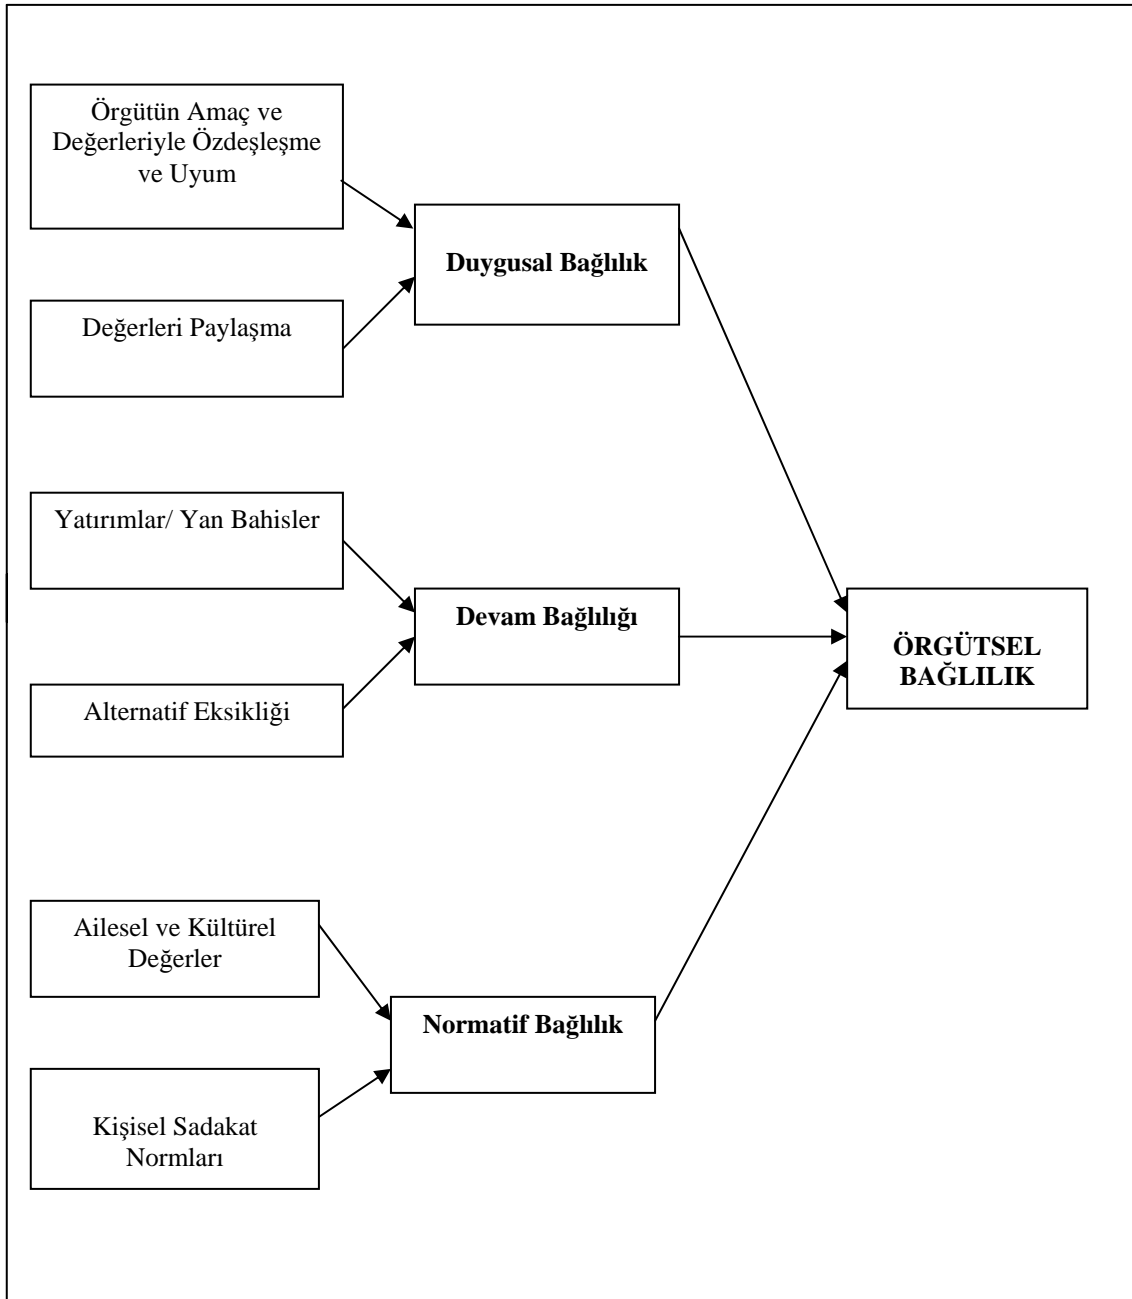 Örgütün Amaç ve
Değerleriyle Özdeşleşme
ve Uyum
Değerleri Paylaşma
Duygusal Bağlılık
Yatırımlar/ Yan Bahisler
Alternatif Eksikliği
Devam Bağlılığı
Ailesel ve Kültürel
Değerler
Kişisel Sadakat
Normları
Normatif Bağlılık
ÖRGÜTSEL
BAĞLILIK